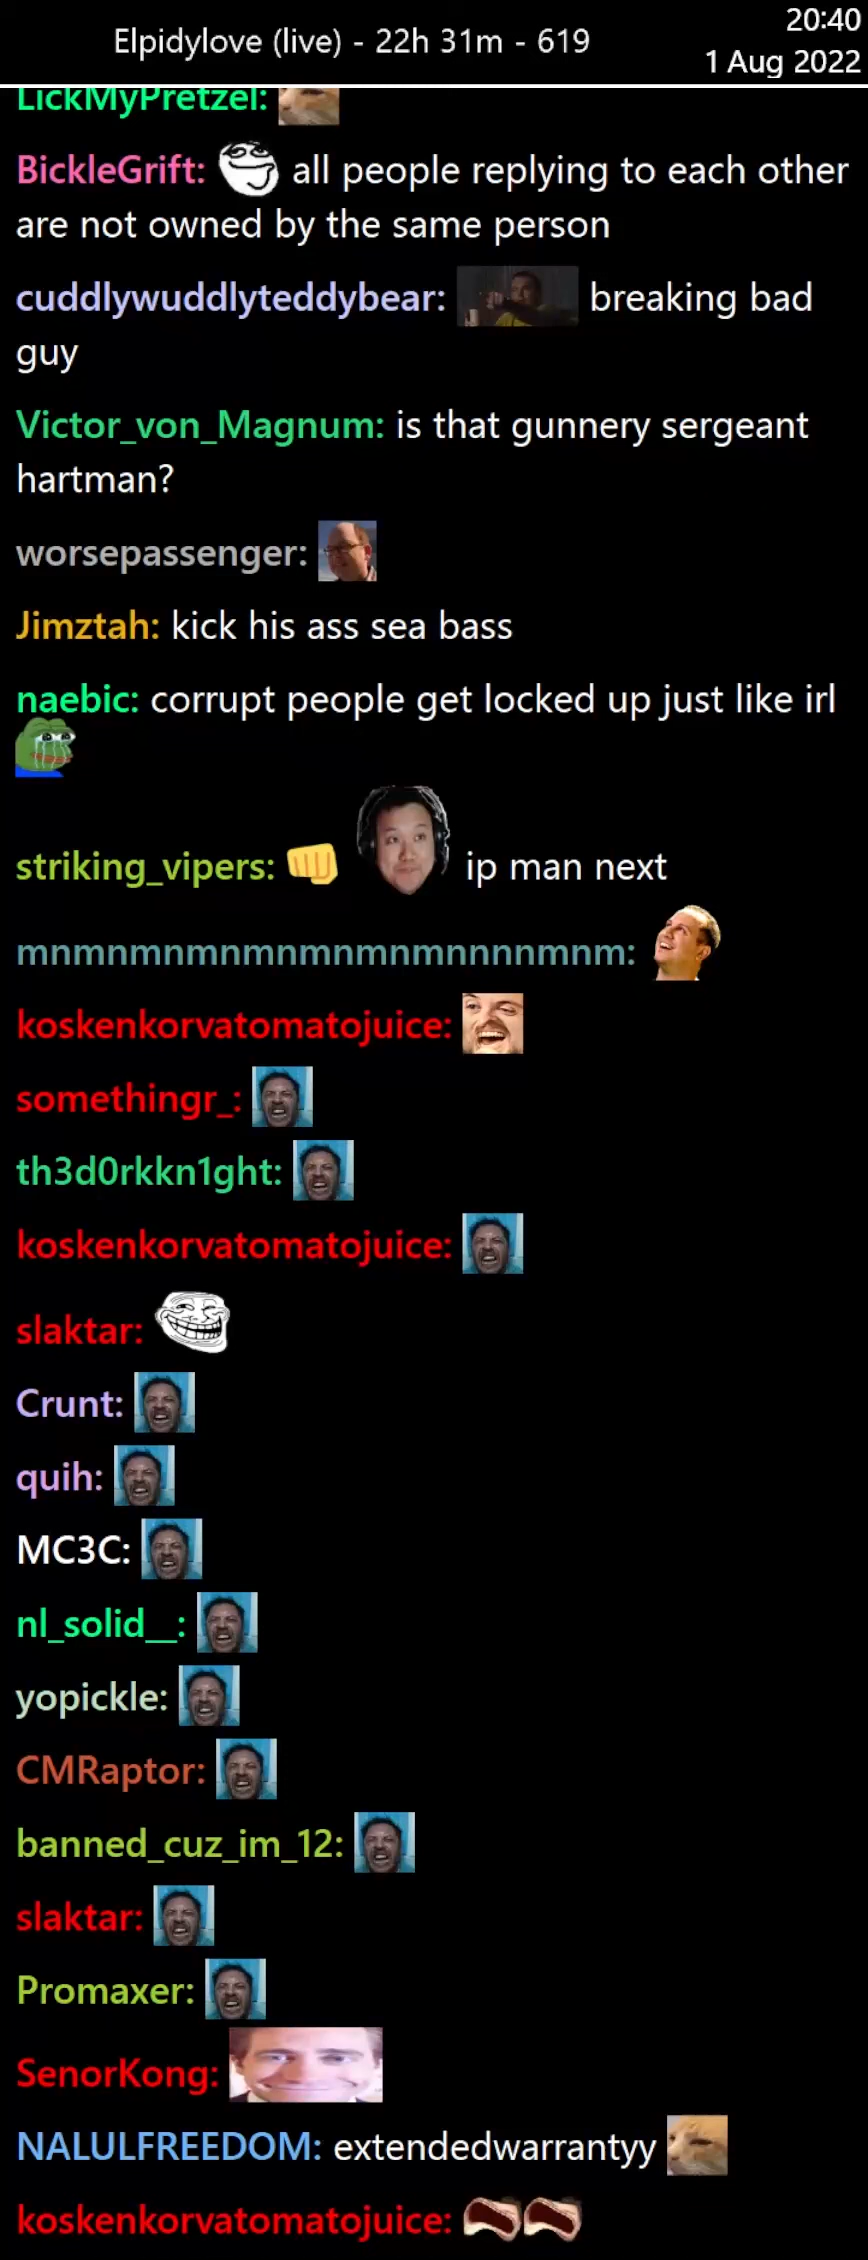 Elpidylove (live) - 22h 31m - 619
20:40
1 Aug 2022
LickMyPretzel:
BickleGrift: all people replying to each other
are not owned by the same person
cuddlywuddlyteddybear: breaking bad
guy
Victor_von_Magnum: is that gunnery sergeant
hartman?
worsepassenger:
Jimztah: kick his ass sea bass
naebic: corrupt people get locked up just like irl
striking_vipers: ip man next
mnmnmnmnmnmnmnmnmnnnnmnm:
koskenkorvatomatojuice:
somethingr_:
th3d0rkkn1ght:
koskenkorvatomatojuice:
slaktar:
Crunt:
quih:
MC3C:
nl_solid__:
yopickle:
CMRaptor:
banned_cuz_im_12:
slaktar:
Promaxer:
SenorKong:
NALULFREEDOM: extendedwarrantyy
koskenkorvatomatojuice: